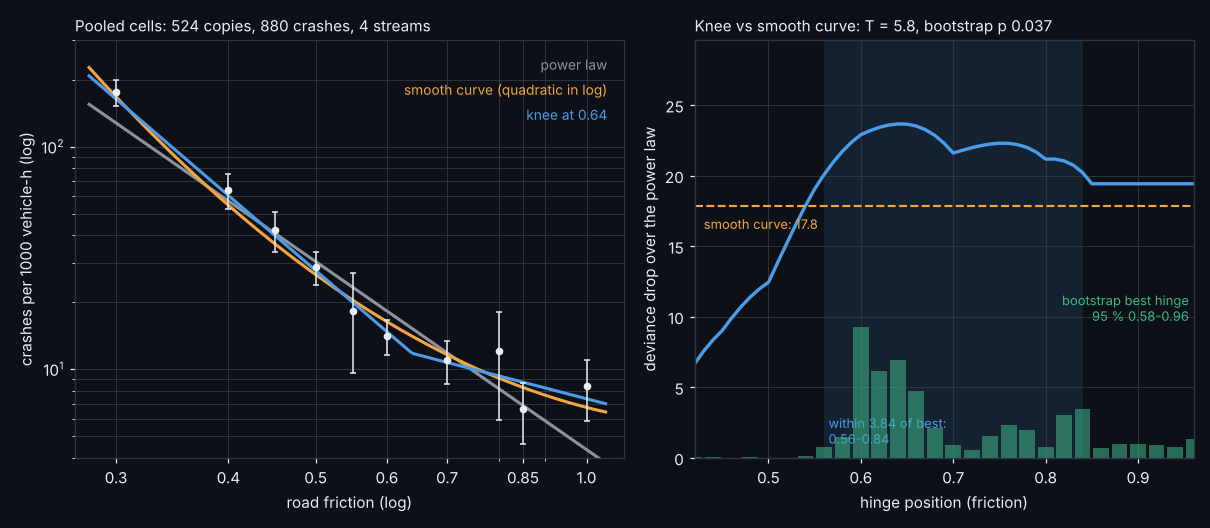 Pooled cells: 524 copies, 880 crashes, 4 streams
power law
smooth curve (quadratic in log)
knee at 0.64
crashes per 1000 vehicle-h (log)
10²
10¹
0.3 0.4 0.5 0.6 0.7 0.85 1.0
road friction (log)
Knee vs smooth curve: T = 5.8, bootstrap p 0.037
deviance drop over the power law
25
20
15
10
5
0
smooth curve: 17.8
bootstrap best hinge
95 % 0.58-0.96
within 3.84 of best:
0.56-0.84
0.5 0.6 0.7 0.8 0.9
hinge position (friction)